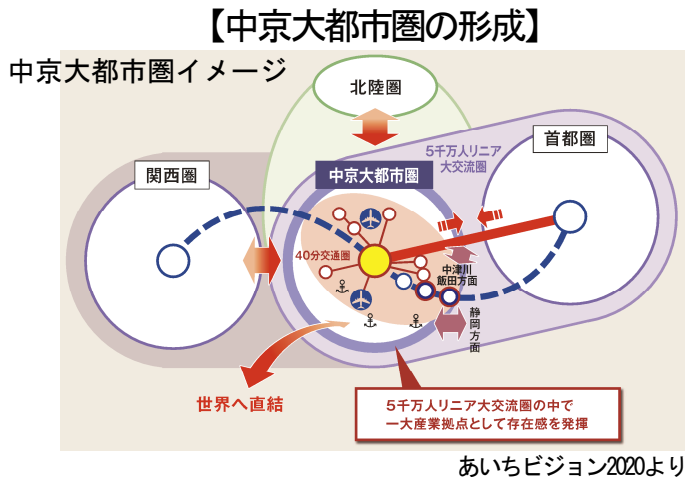 【中京大都市圏の形成】
中京大都市圏イメージ
北陸圏
首都圏
5千万人リニア
大交流圏
関西圏
中京大都市圏
40分交通圏
中津川
飯田方面
静岡方面
世界へ直結
5千万人リニア大交流圏の中で
一大産業拠点として存在感を発揮
あいちビジョン2020より